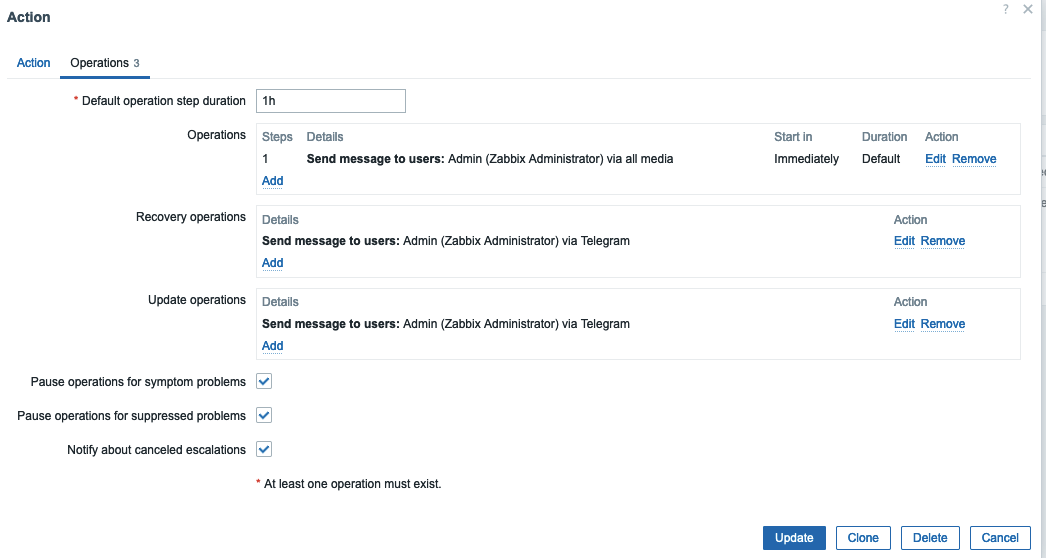 Action
?
Action Operations 3
* Default operation step duration 1h
Operations Steps Details Start in Duration Action
1 Send message to users: Admin (Zabbix Administrator) via all media Immediately Default Edit Remove
Add
Recovery operations Details Action
Send message to users: Admin (Zabbix Administrator) via Telegram Edit Remove
Add
Update operations Details Action
Send message to users: Admin (Zabbix Administrator) via Telegram Edit Remove
Add
Pause operations for symptom problems
Pause operations for suppressed problems
Notify about canceled escalations
* At least one operation must exist.
Update Clone Delete Cancel